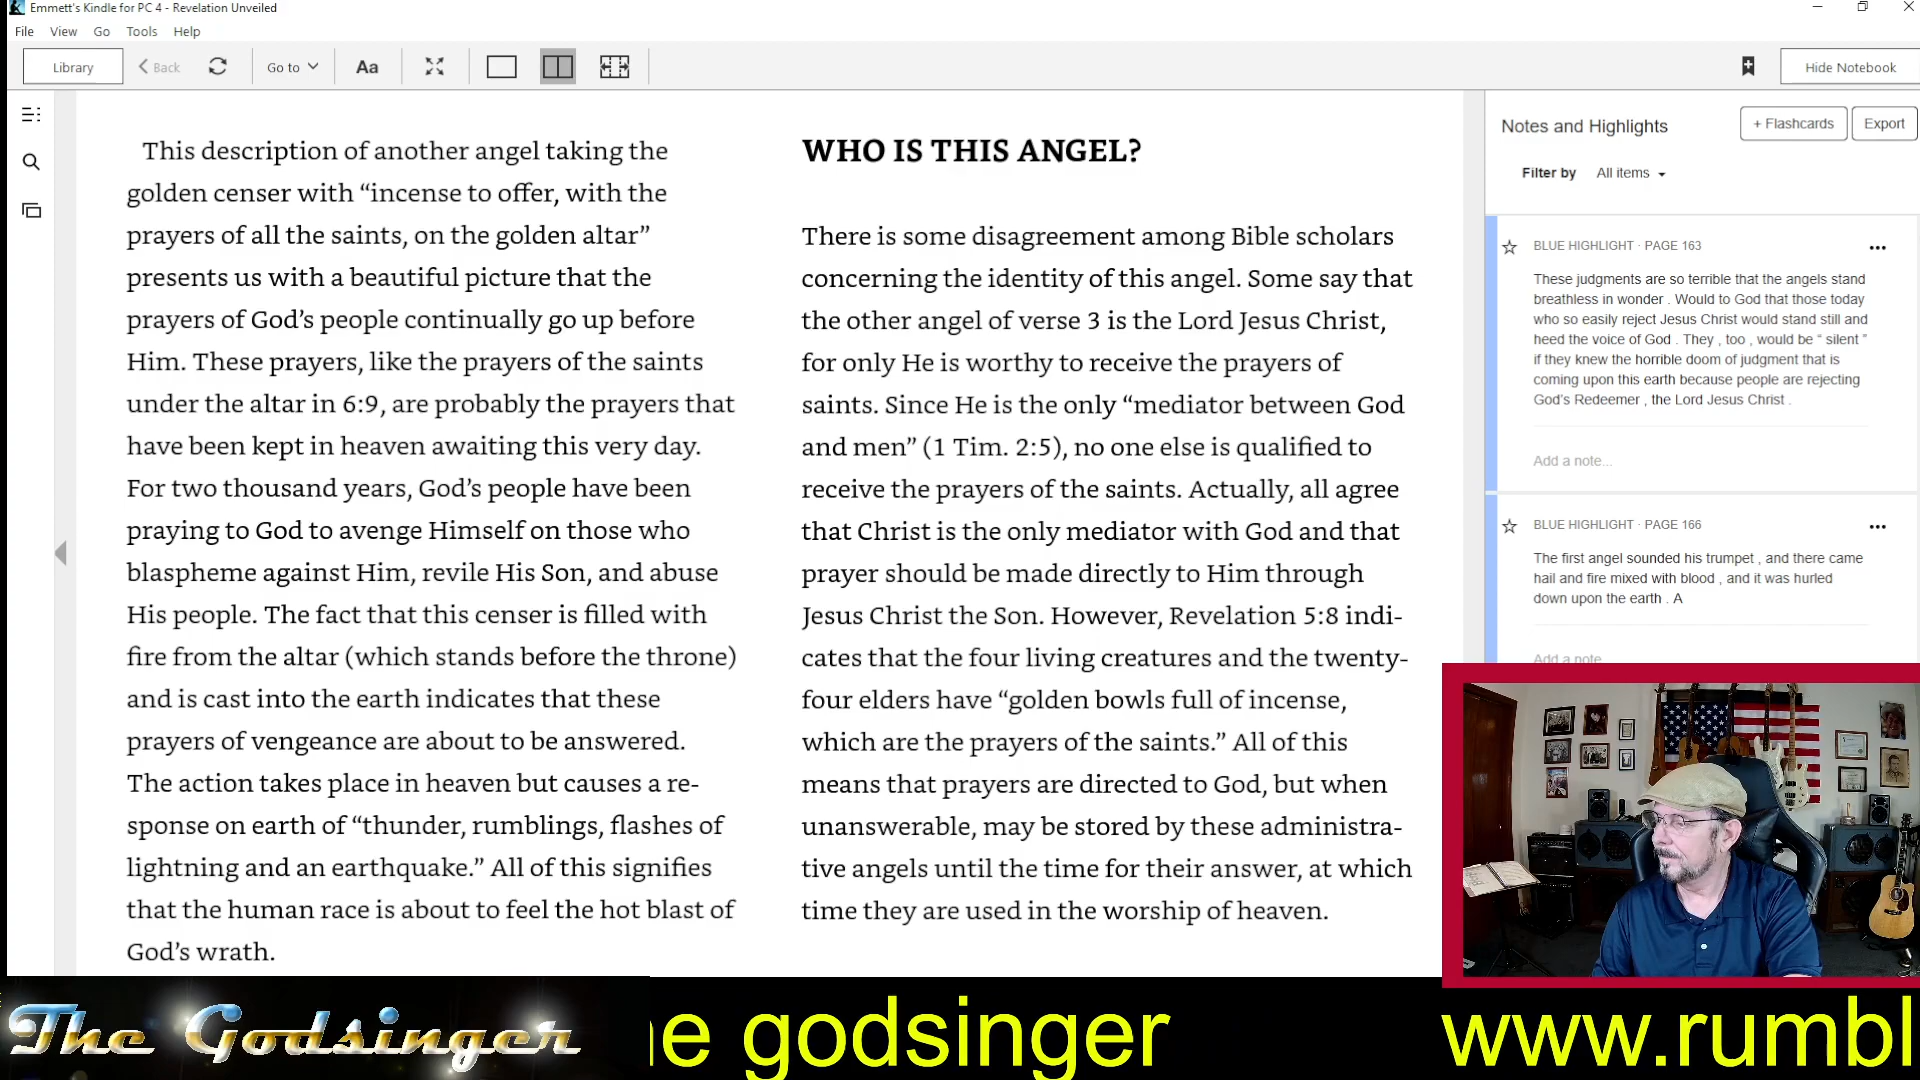 Emmett's Kindle for PC 4 - Revelation Unveiled
File View Go Tools Help
Library Back Go to Aa Hide Notebook
This description of another angel taking the
golden censer with “incense to offer, with the
prayers of all the saints, on the golden altar”
presents us with a beautiful picture that the
prayers of God’s people continually go up before
Him. These prayers, like the prayers of the saints
under the altar in 6:9, are probably the prayers that
have been kept in heaven awaiting this very day.
For two thousand years, God’s people have been
praying to God to avenge Himself on those who
blaspheme against Him, revile His Son, and abuse
His people. The fact that this censer is filled with
fire from the altar (which stands before the throne)
and is cast into the earth indicates that these
prayers of vengeance are about to be answered.
The action takes place in heaven but causes a re-
sponse on earth of “thunder, rumblings, flashes of
lightning and an earthquake.” All of this signifies
that the human race is about to feel the hot blast of
God’s wrath.
WHO IS THIS ANGEL?
There is some disagreement among Bible scholars
concerning the identity of this angel. Some say that
the other angel of verse 3 is the Lord Jesus Christ,
for only He is worthy to receive the prayers of
saints. Since He is the only “mediator between God
and men” (1 Tim. 2:5), no one else is qualified to
receive the prayers of the saints. Actually, all agree
that Christ is the only mediator with God and that
prayer should be made directly to Him through
Jesus Christ the Son. However, Revelation 5:8 indi-
cates that the four living creatures and the twenty-
four elders have “golden bowls full of incense,
which are the prayers of the saints.” All of this
means that prayers are directed to God, but when
unanswerable, may be stored by these administra-
tive angels until the time for their answer, at which
time they are used in the worship of heaven.
Notes and Highlights + Flashcards Export
Filter by All items
BLUE HIGHLIGHT · PAGE 163
These judgments are so terrible that the angels stand
breathless in wonder . Would to God that those today
who so easily reject Jesus Christ would stand still and
heed the voice of God . They , too , would be “ silent ”
if they knew the horrible doom of judgment that is
coming upon this earth because people are rejecting
God’s Redeemer , the Lord Jesus Christ .
Add a note...
BLUE HIGHLIGHT · PAGE 166
The first angel sounded his trumpet , and there came
hail and fire mixed with blood , and it was hurled
down upon the earth . A
Add a note
The Godsinger
e godsinger www.rumbl